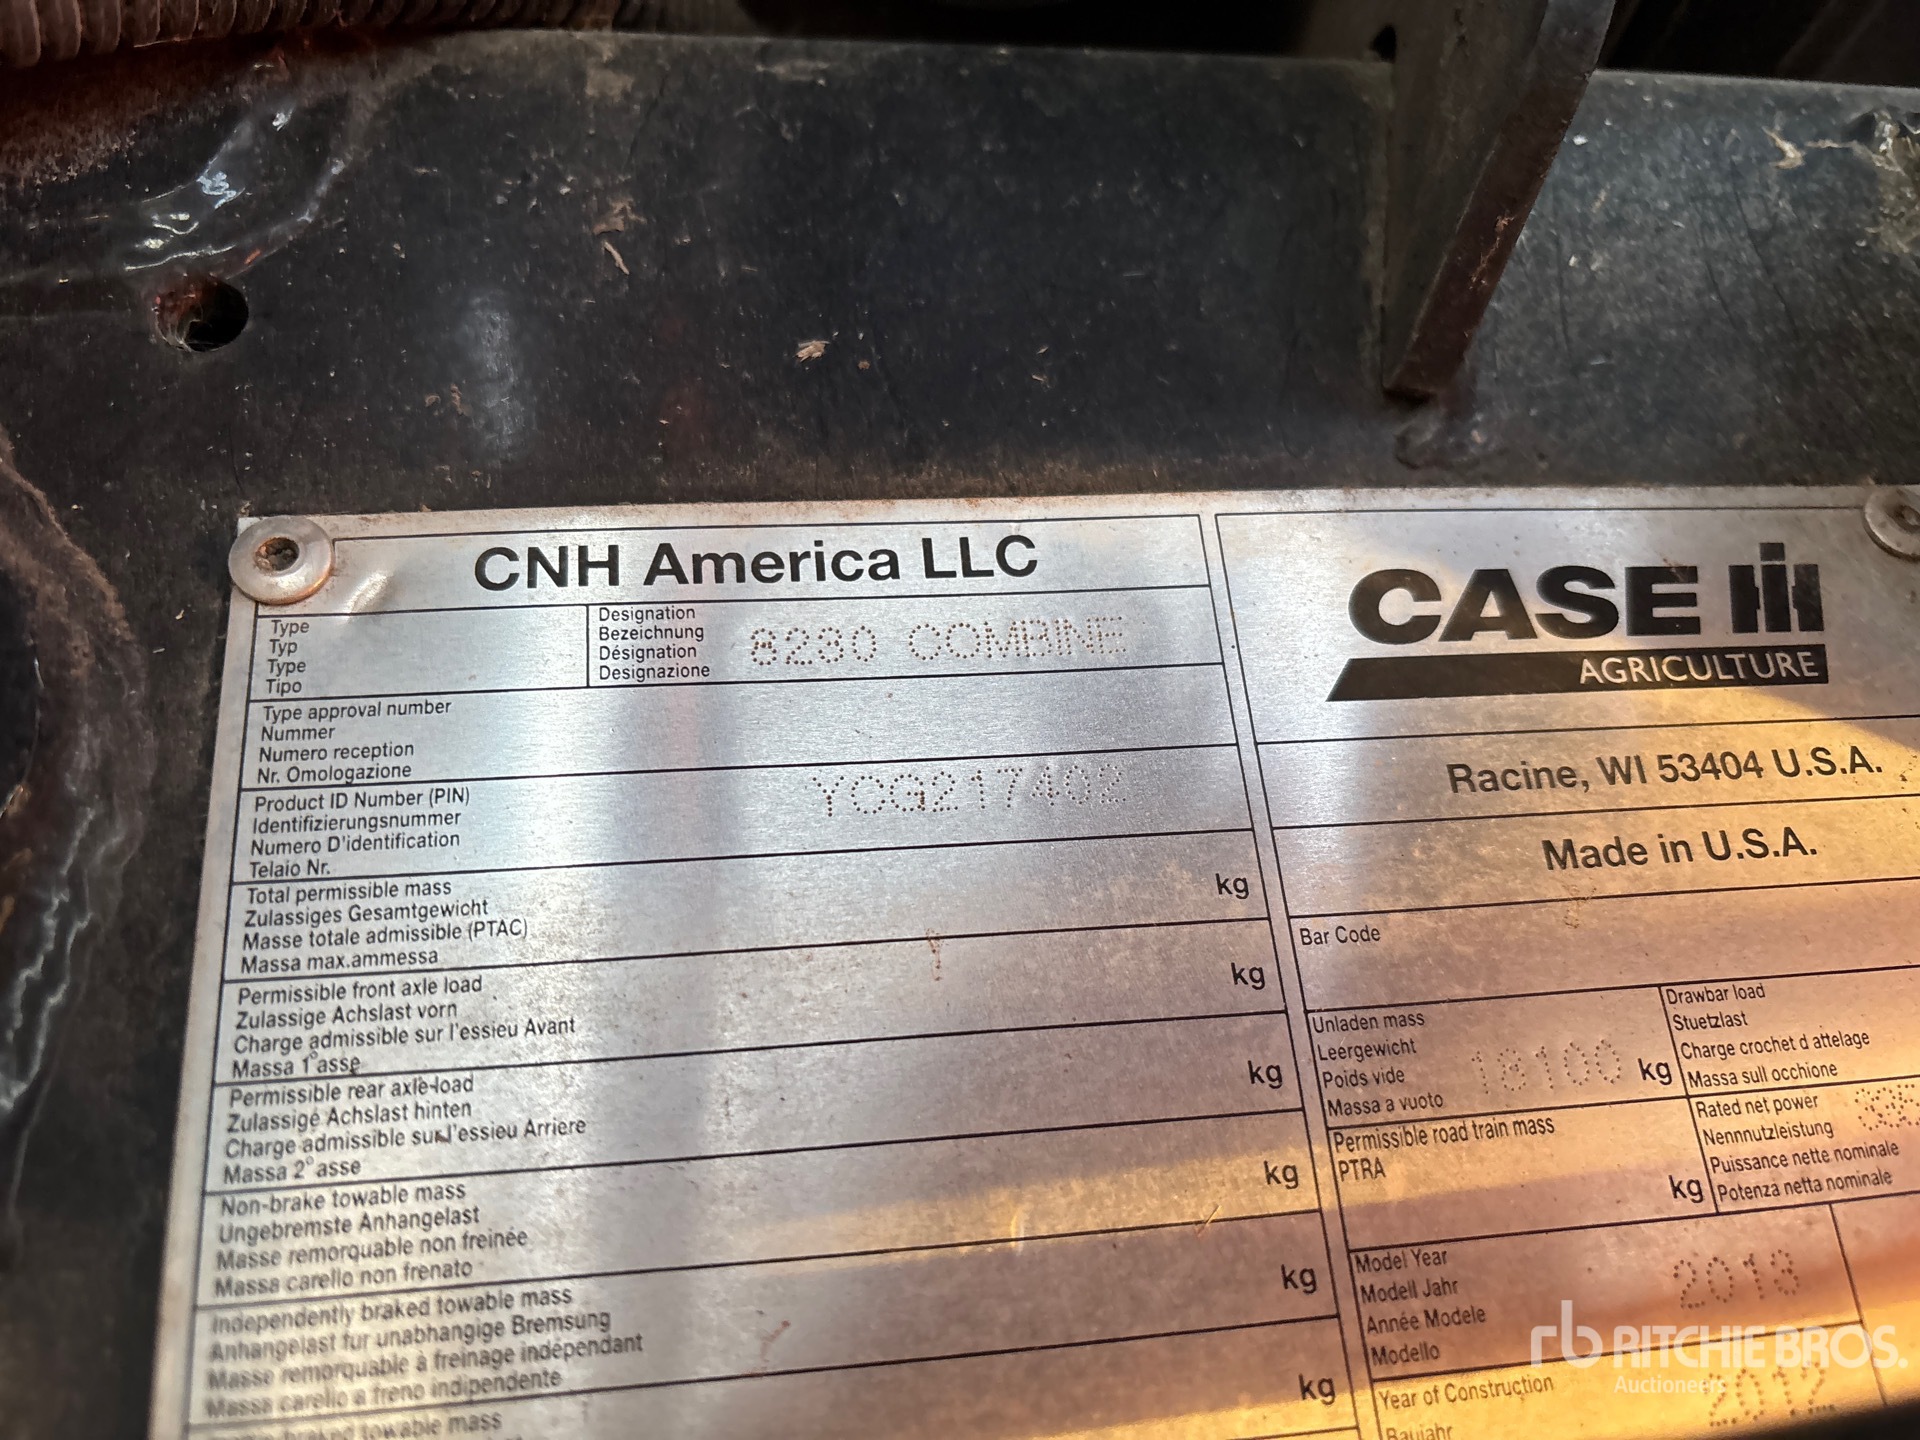 CNH America LLC
Type
Typ
Type
Tipo
Designation
Bezeichnung
Désignation
Designazione
8230 COMBINE
Type approval number
Nummer
Numero reception
Nr. Omologazione
Product ID Number (PIN)
Identifizierungsnummer
Numero D'identification
Telaio Nr.
YCG217402
Total permissible mass
Zulassiges Gesamtgewicht
Masse totale admissible (PTAC)
Massa max.ammessa
kg
Permissible front axle load
Zulassige Achslast vorn
Charge admissible sur l'essieu Avant
Massa 1°asse
kg
Permissible rear axle-load
Zulassige Achslast hinten
Charge admissible sur l'essieu Arriere
Massa 2°asse
kg
Non-brake towable mass
Ungebremste Anhangelast
Masse remorquable non freinée
Massa carello non frenato
kg
Independently braked towable mass
Anhangelast fur unabhangige Bremsung
Masse remorquable à freinage indépendant
Massa carello a freno indipendente
kg
towable mass
kg
CASE IH
AGRICULTURE
Racine, WI 53404 U.S.A.
Made in U.S.A.
Bar Code
Unladen mass
Leergewicht
Poids vide
Massa a vuoto
18100 kg
Drawbar load
Stuetzlast
Charge crochet d attelage
Massa sull occhione
Permissible road train mass
PTRA
kg
Rated net power
Nennnutzleistung
Puissance nette nominale
Potenza netta nominale
Model Year
Modell Jahr
Année Modele
Modello
2013
Year of Construction
Baujahr
2012
rb RITCHIE BROS.
Auctioneers